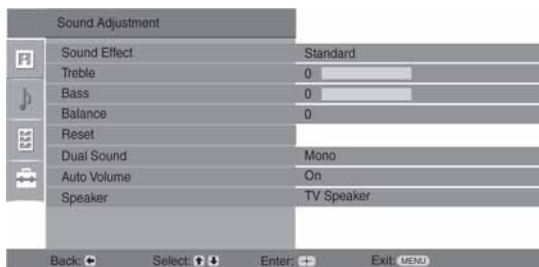 Sound Adjustment
Sound Effect Standard
Treble 0
Bass 0
Balance 0
Reset
Dual Sound Mono
Auto Volume On
Speaker TV Speaker
Back: Select: Enter: Exit: MENU